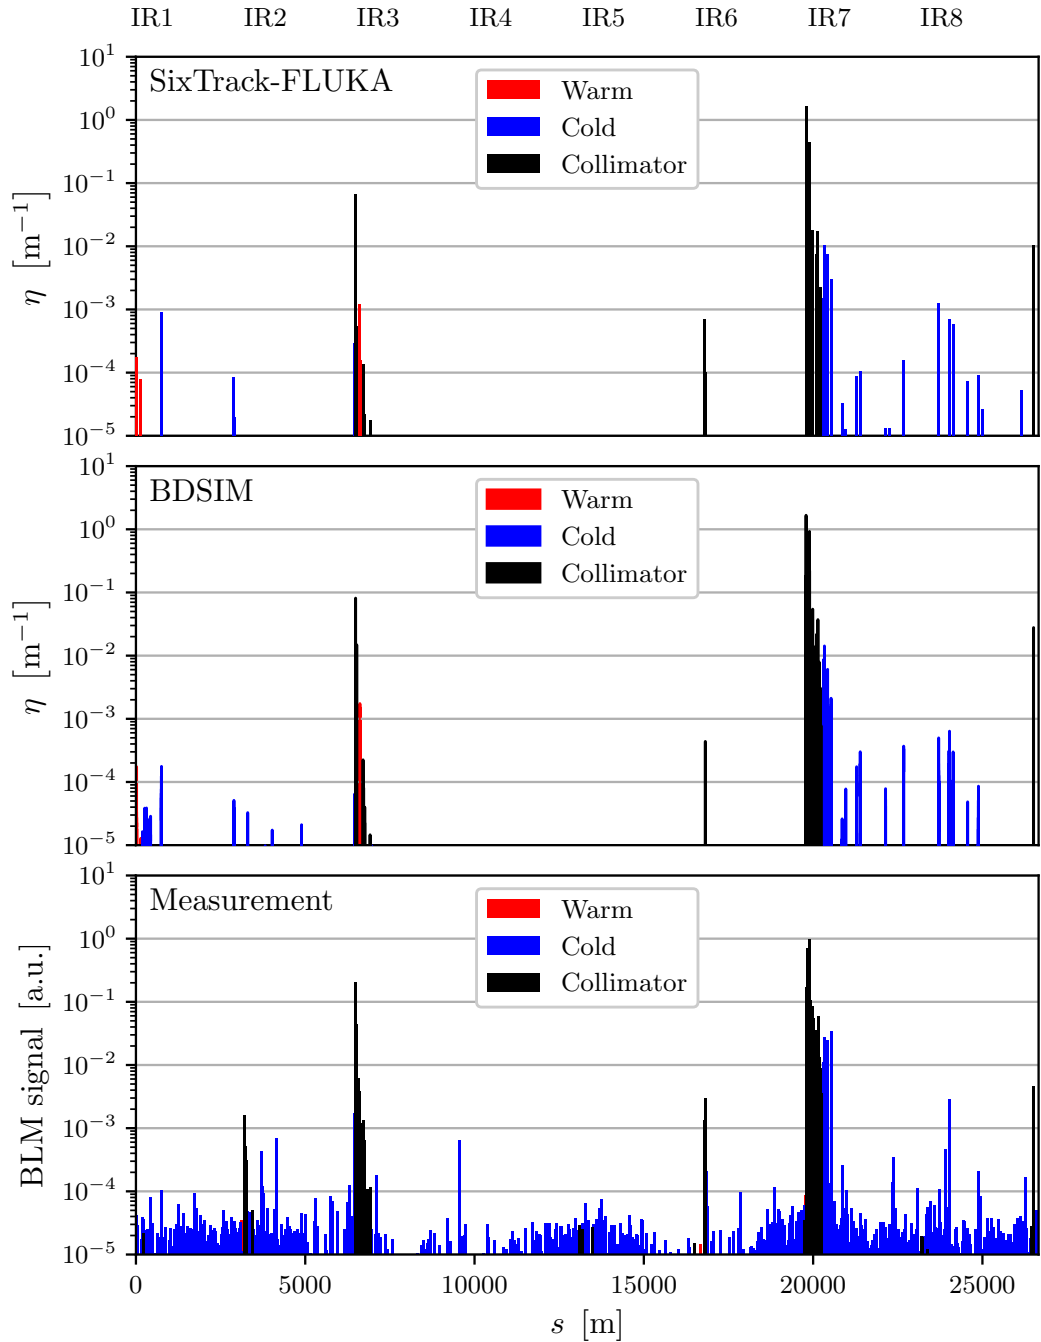 IR1 IR2 IR3 IR4 IR5 IR6 IR7 IR8
SixTrack-FLUKA
Warm
Cold
Collimator
10^1
10^0
10^−1
10^−2
10^−3
10^−4
10^−5
η [m^−1]
BDSIM
Warm
Cold
Collimator
10^1
10^0
10^−1
10^−2
10^−3
10^−4
10^−5
η [m^−1]
Measurement
Warm
Cold
Collimator
10^1
10^0
10^−1
10^−2
10^−3
10^−4
10^−5
BLM signal [a.u.]
0 5000 10000 15000 20000 25000
s [m]